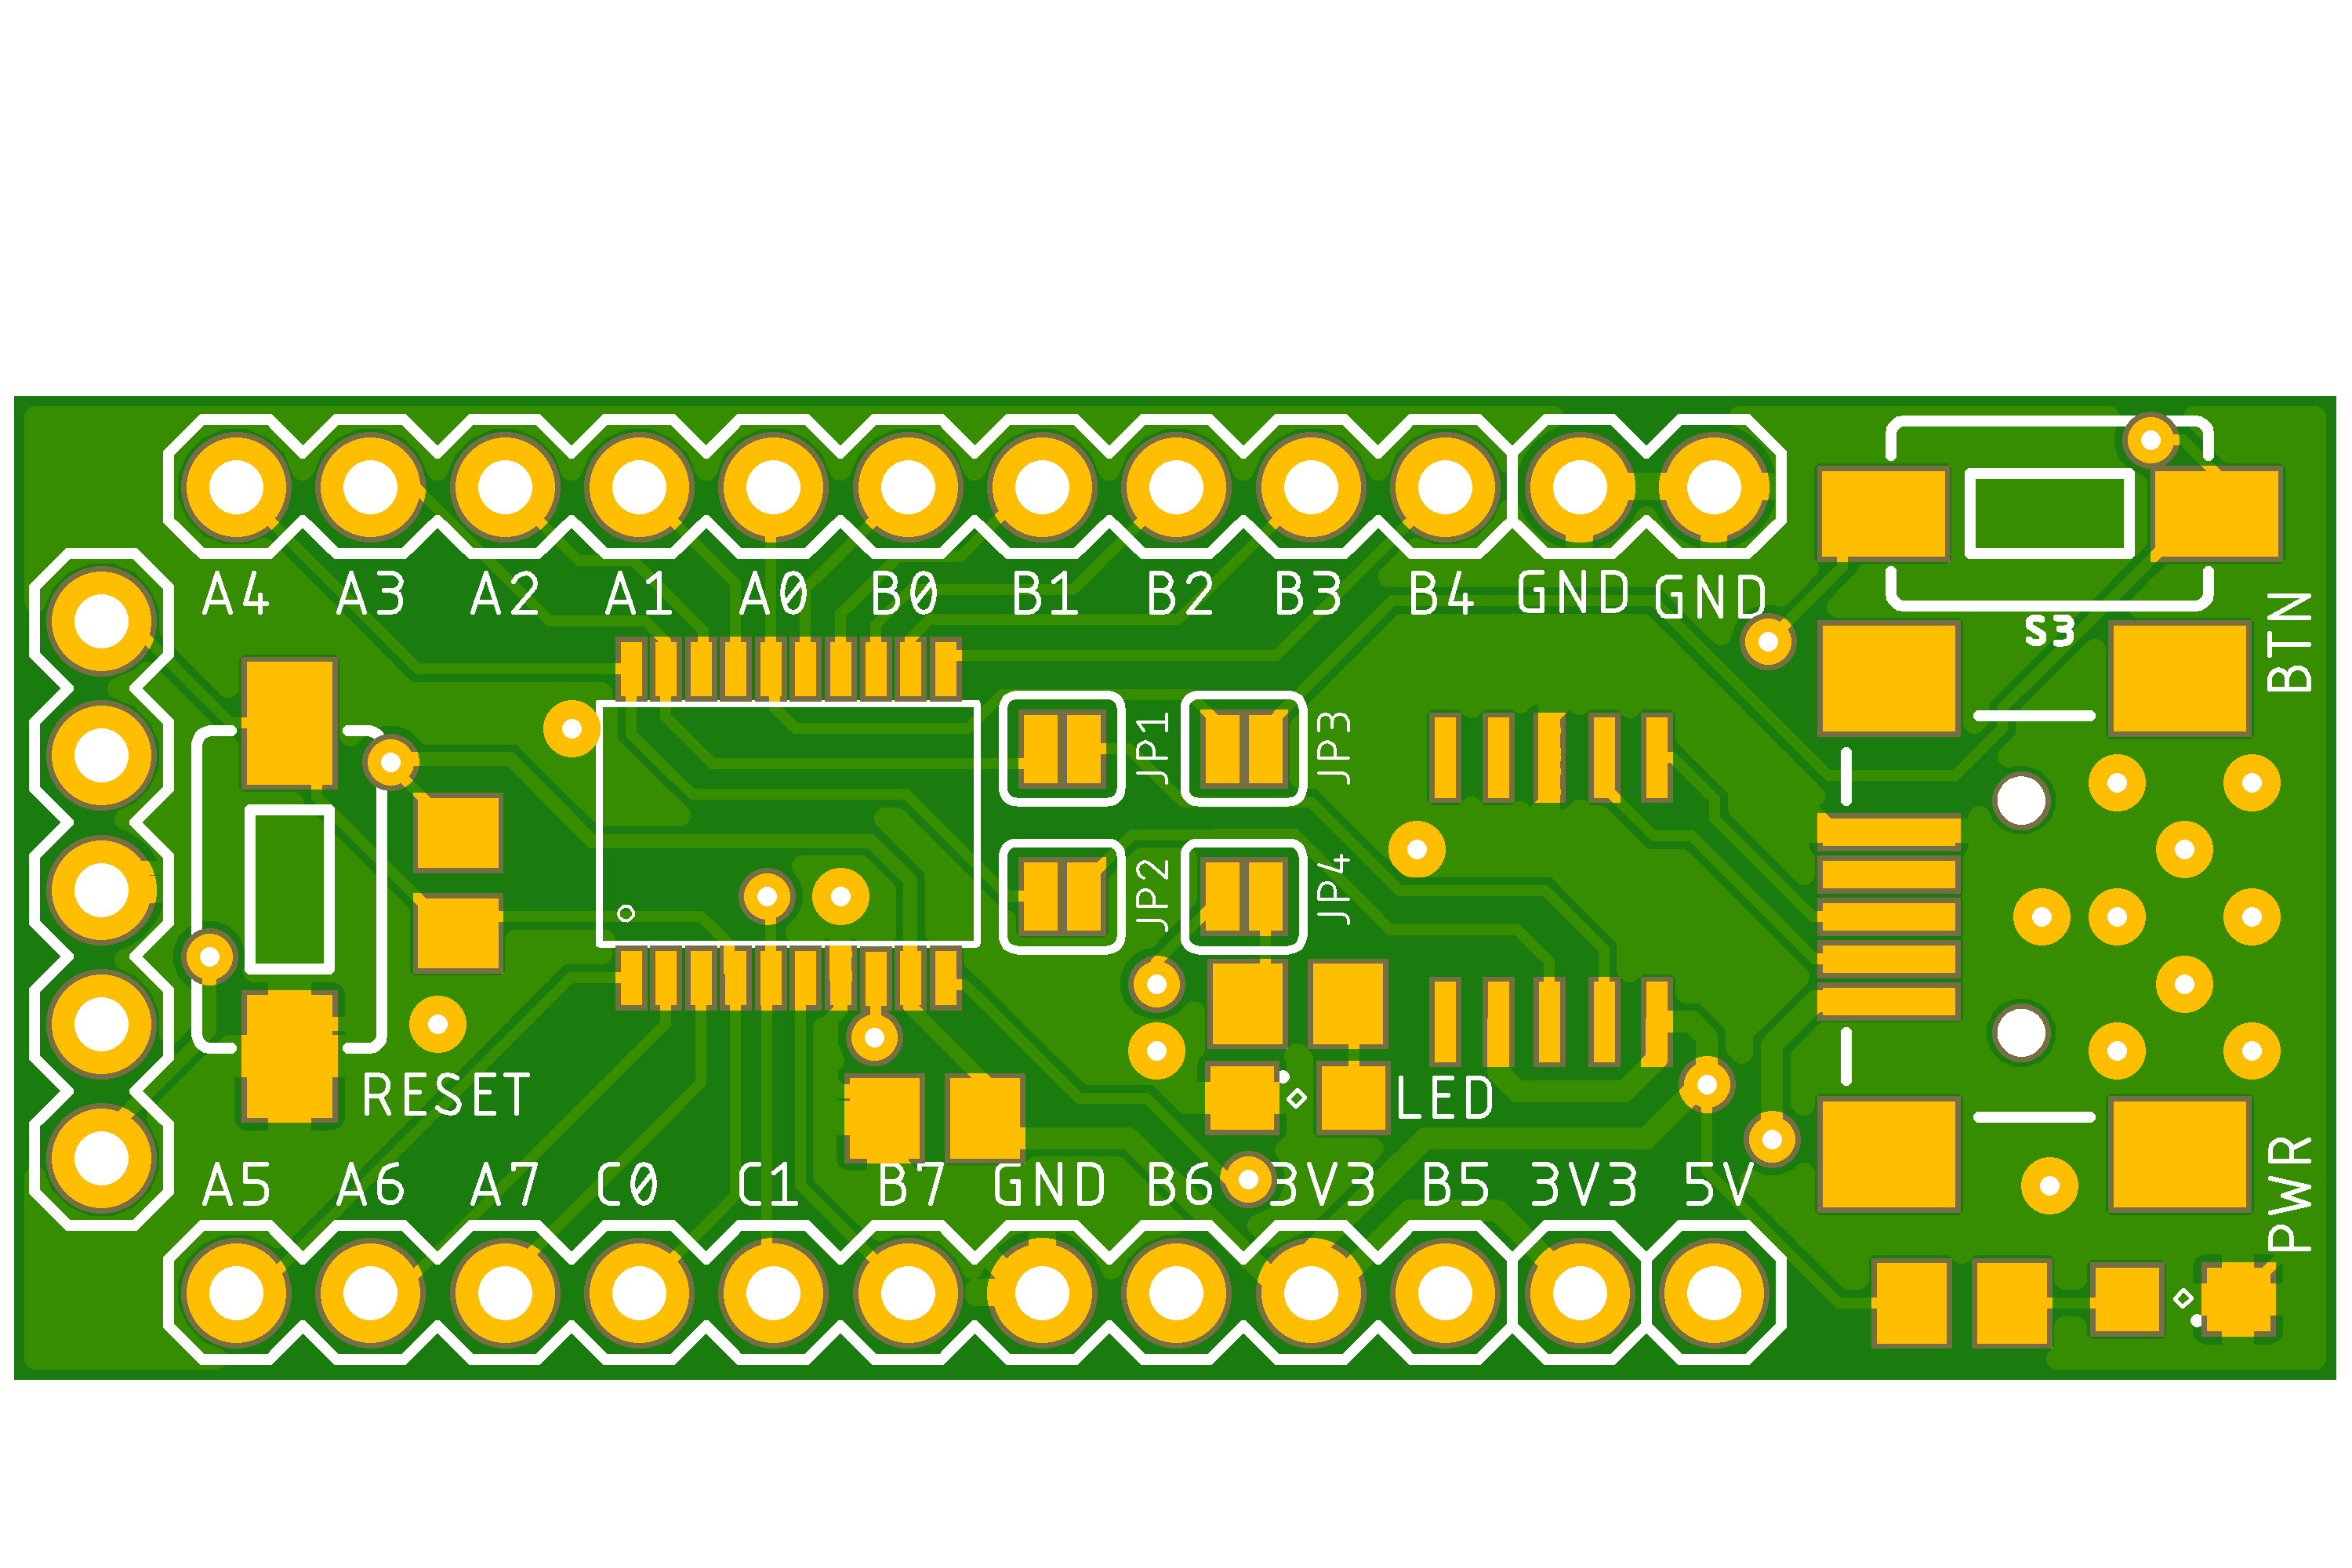 A4 A3 A2 A1 A0 B0 B1 B2 B3 B4 GND GND
S3
BTN
JP1
JP3
JP2
JP4
RESET
LED
A5 A6 A7 C0 C1 B7 GND B6 3V3 B5 3V3 5V
PWR